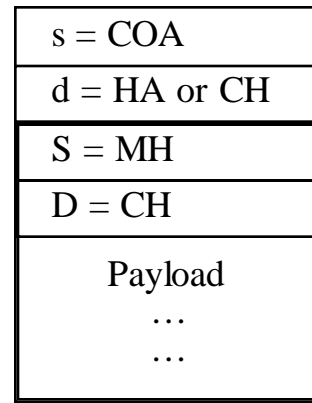 s = COA
d = HA or CH
S = MH
D = CH
Payload
…
…